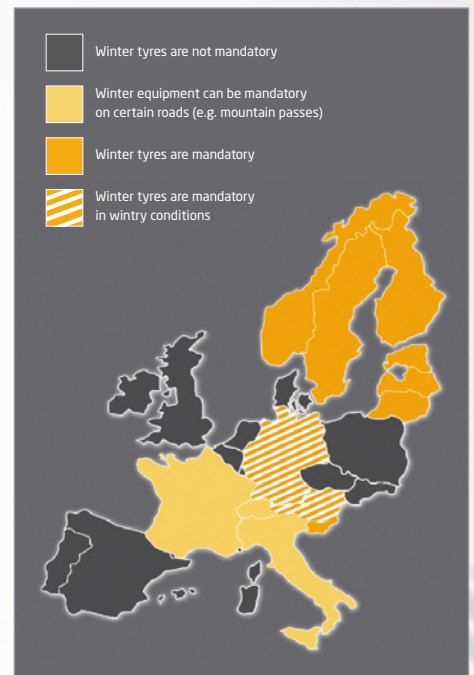 Winter tyres are not mandatory
Winter equipment can be mandatory
on certain roads (e.g. mountain passes)
Winter tyres are mandatory
Winter tyres are mandatory
in wintry conditions